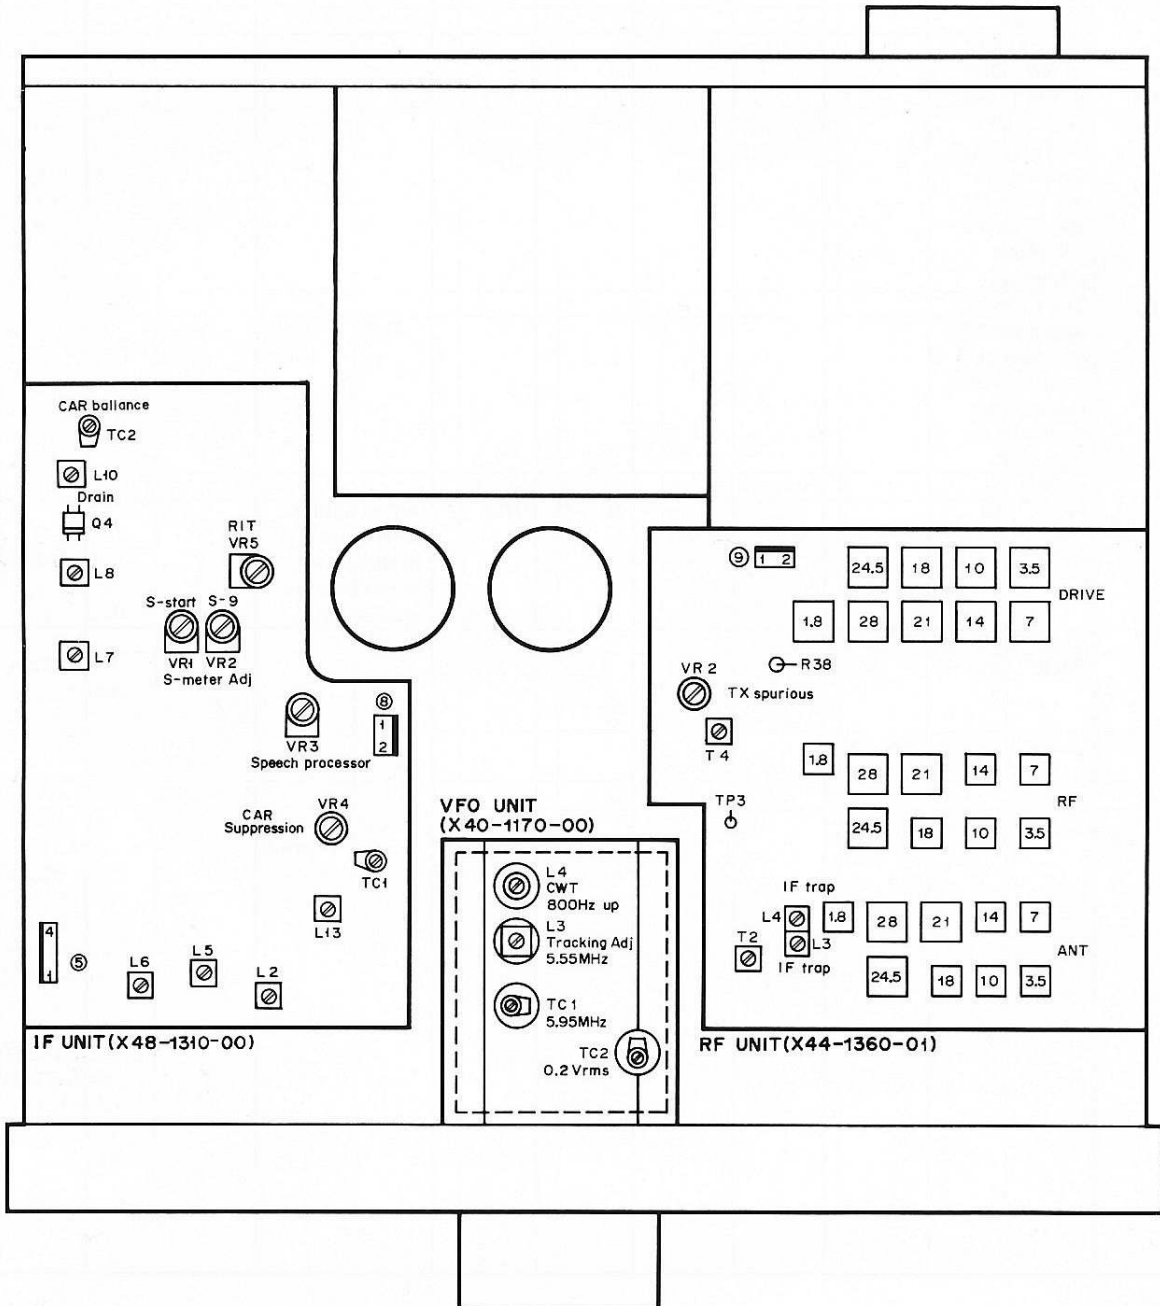 CAR ballance
TC2
L10
Drain
Q4
L8
RIT
VR5
S-start S-9
VR1 VR2
S-meter Adj
L7
VR3
Speech processor
8
1
2
CAR
Suppression
VR4
TC1
L13
4
1
5
L6
L5
L2
IF UNIT(X48-1310-00)
VFO UNIT
(X40-1170-00)
L4
CWT
800Hz up
L3
Tracking Adj
5.55MHz
TC1
5.95MHz
TC2
0.2 Vrms
9 1 2
24.5 18 10 3.5
DRIVE
1.8 28 21 14 7
R38
VR 2
TX spurious
T4
1.8 28 21 14 7
RF
24.5 18 10 3.5
TP3
IF trap
L4
L3
IF trap
T2
1.8 28 21 14 7
ANT
24.5 18 10 3.5
RF UNIT(X44-1360-01)